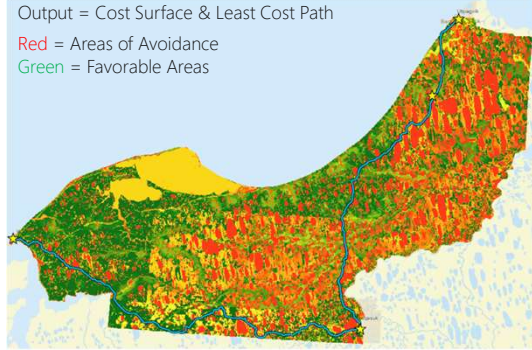 Output = Cost Surface & Least Cost Path
Red = Areas of Avoidance
Green = Favorable Areas